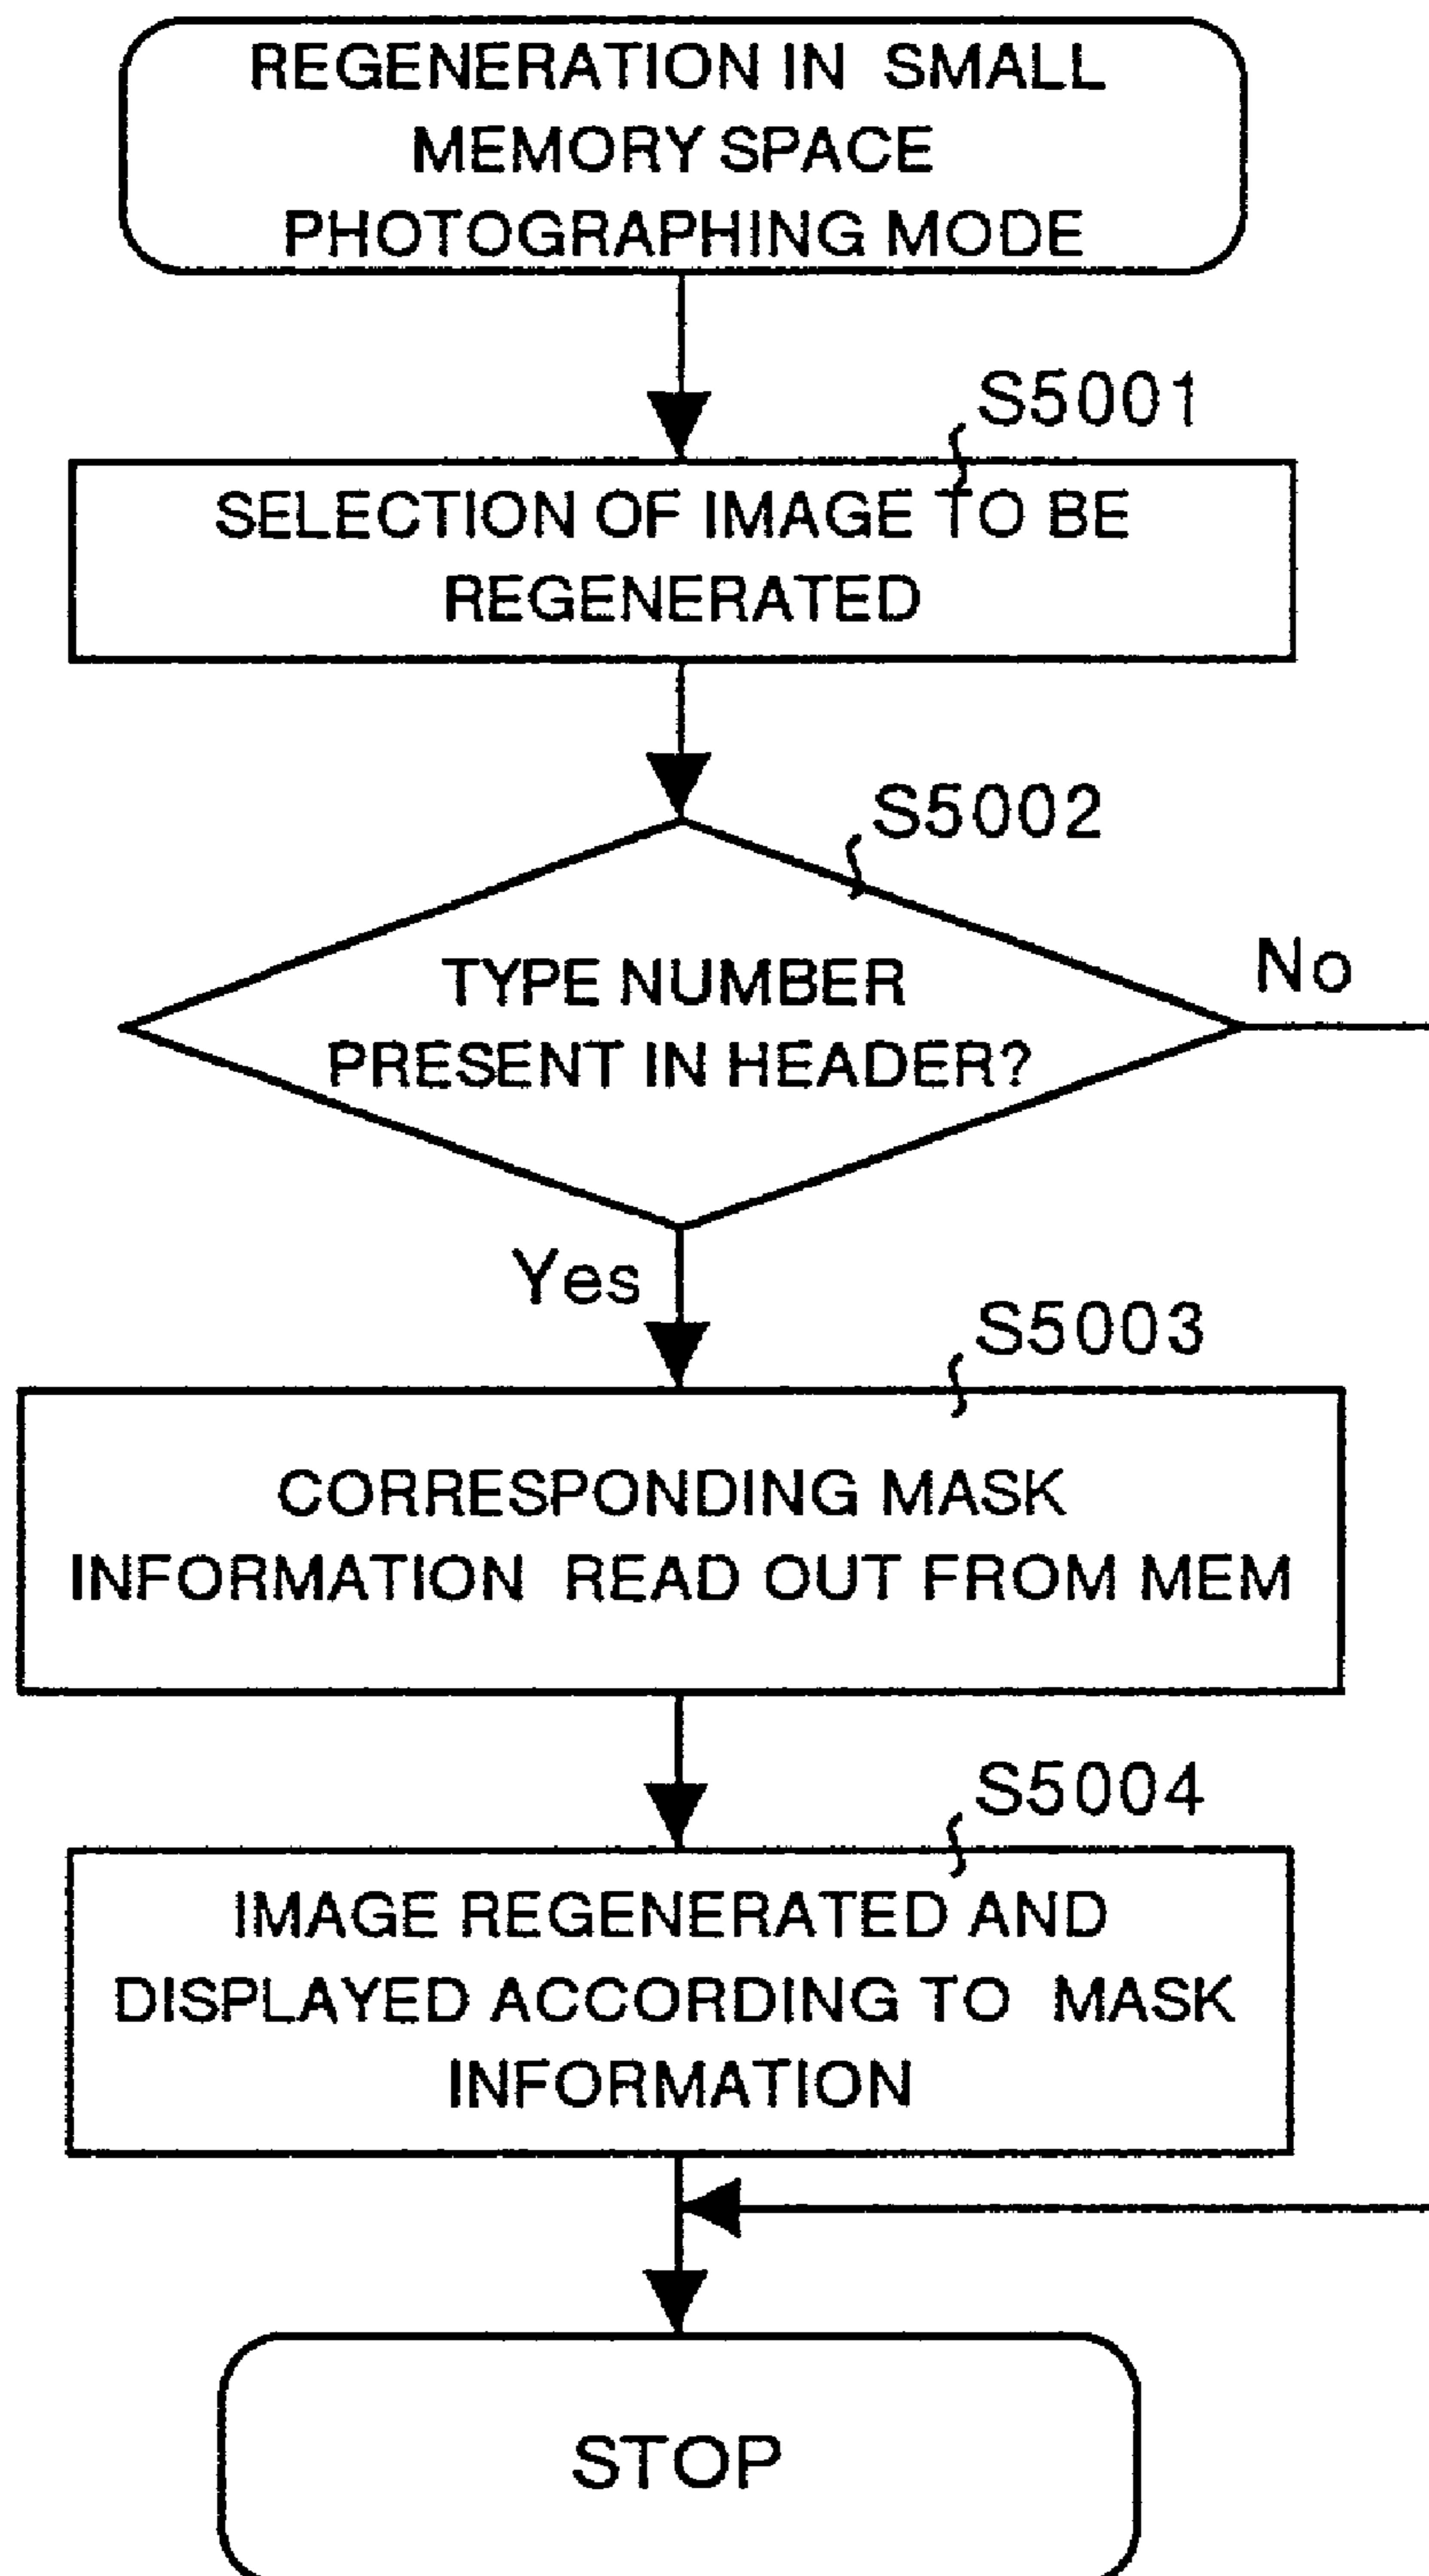 REGENERATION IN SMALL
MEMORY SPACE
PHOTOGRAPHING MODE
S5001
SELECTION OF IMAGE TO BE
REGENERATED
S5002
TYPE NUMBER
PRESENT IN HEADER?
No
Yes
S5003
CORRESPONDING MASK
INFORMATION READ OUT FROM MEM
S5004
IMAGE REGENERATED AND
DISPLAYED ACCORDING TO MASK
INFORMATION
STOP